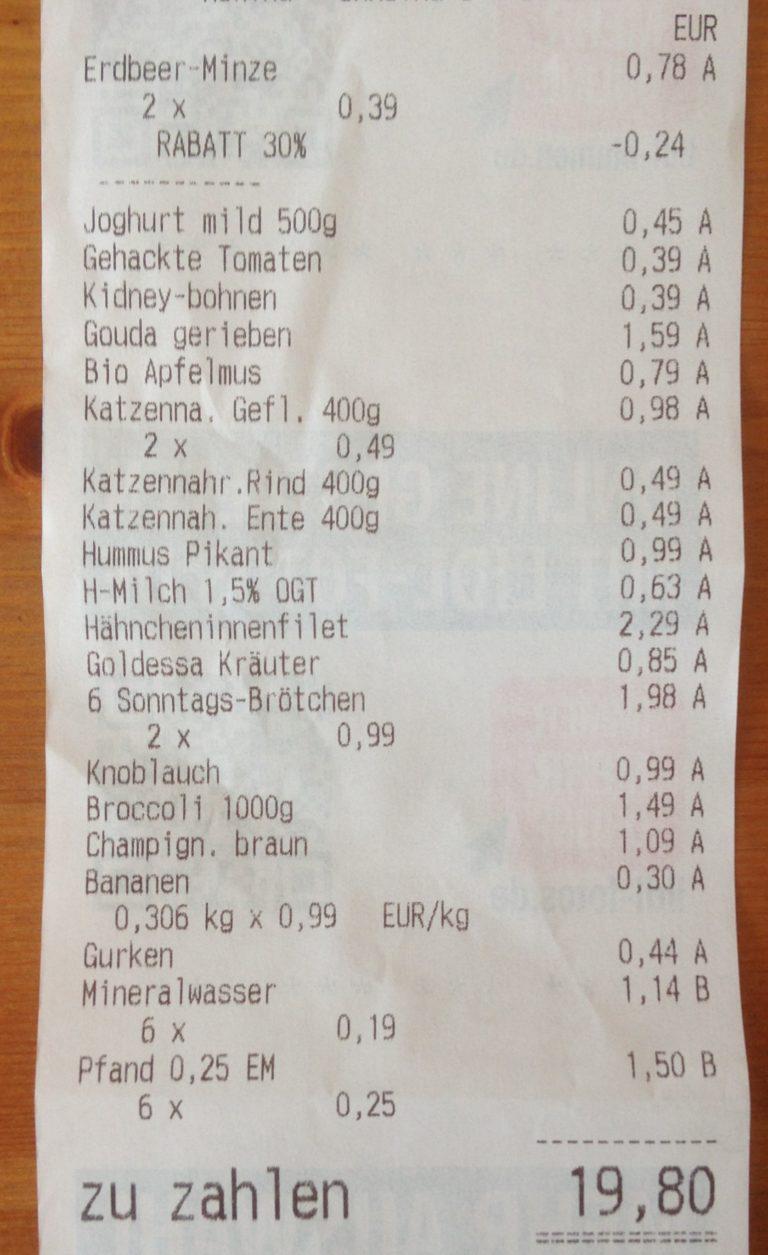 EUR
Erdbeer-Minze 0,78 A
2 x 0,39
RABATT 30% -0,24
Joghurt mild 500g 0,45 A
Gehackte Tomaten 0,39 A
Kidney-bohnen 0,39 A
Gouda gerieben 1,59 A
Bio Apfelmus 0,79 A
Katzenna. Gefl. 400g 0,98 A
2 x 0,49
Katzennahr.Rind 400g 0,49 A
Katzennah. Ente 400g 0,49 A
Hummus Pikant 0,99 A
H-Milch 1,5% OGT 0,63 A
Hähncheninnenfilet 2,29 A
Goldessa Kräuter 0,85 A
6 Sonntags-Brötchen 1,98 A
2 x 0,99
Knoblauch 0,99 A
Broccoli 1000g 1,49 A
Champign. braun 1,09 A
Bananen 0,30 A
0,306 kg x 0,99 EUR/kg
Gurken 0,44 A
Mineralwasser 1,14 B
6 x 0,19
Pfand 0,25 EM 1,50 B
6 x 0,25
zu zahlen 19,80